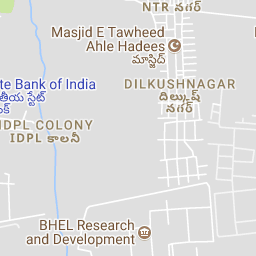 NTR నగర్
Masjid E Tawheed
Ahle Hadees
మాస్జిద్
te Bank of India
తీయ స్టేట్
ంక్
DILKUSHNAGAR
దిల్కుష్
నగర్
IDPL COLONY
IDPL కాలనీ
BHEL Research
and Development